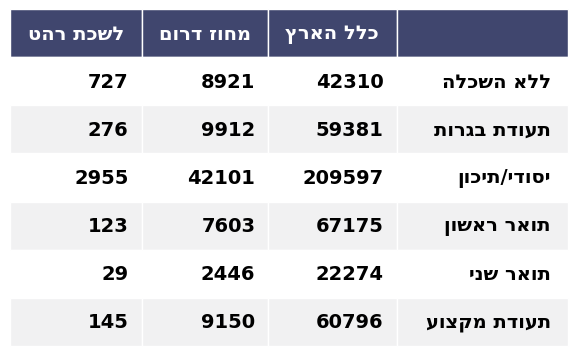 כלל הארץ מחוז דרום לשכת רהט
ללא השכלה 42310 8921 727
תעודת בגרות 59381 9912 276
יסודי/תיכון 209597 42101 2955
תואר ראשון 67175 7603 123
תואר שני 22274 2446 29
תעודת מקצוע 60796 9150 145